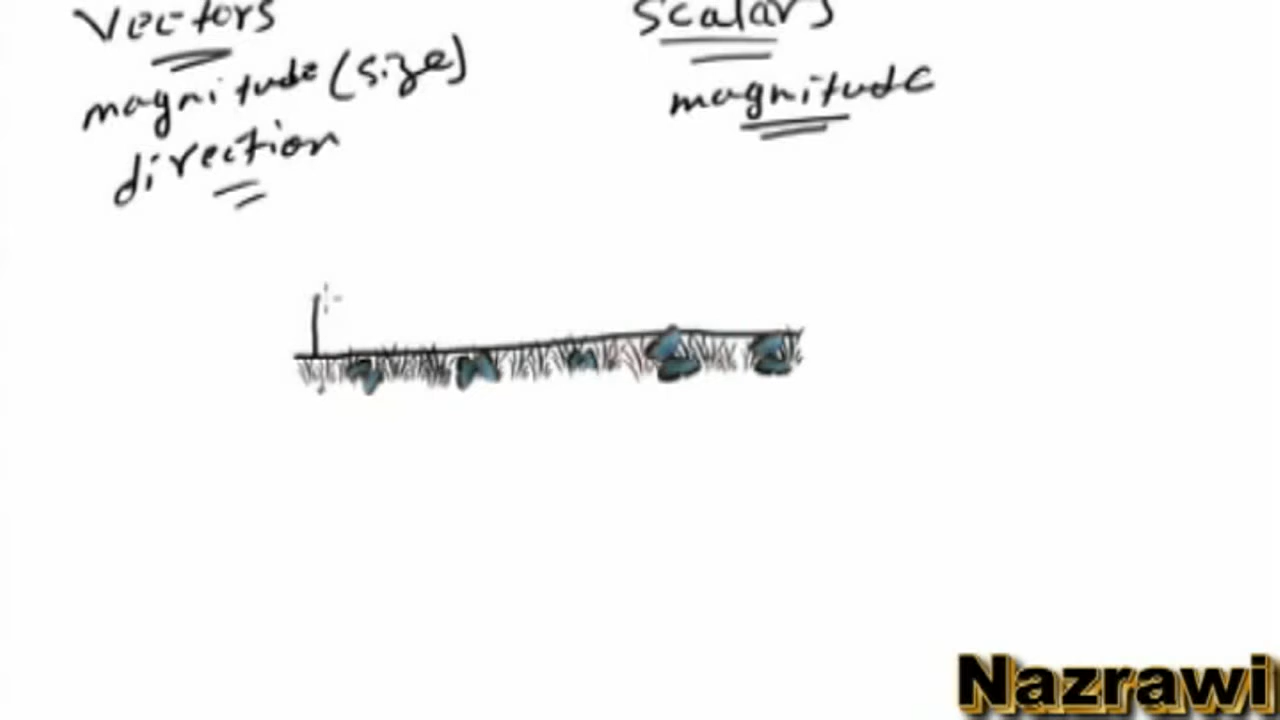 Vectors
magnitude (size)
direction
Scalars
magnitude
Nazrawi